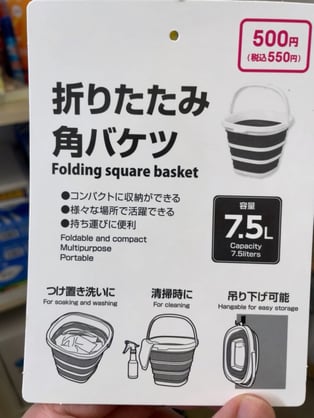 500円
(税込550円)
折りたたみ
角バケツ
Folding square basket
●コンパクトに収納ができる
●様々な場所で活躍できる
●持ち運びに便利
Foldable and compact
Multipurpose
Portable
容量
7.5L
Capacity
7.5liters
つけ置き洗いに
For soaking and washing
清掃時に
For cleaning
吊り下げ可能
Hangable for easy storage